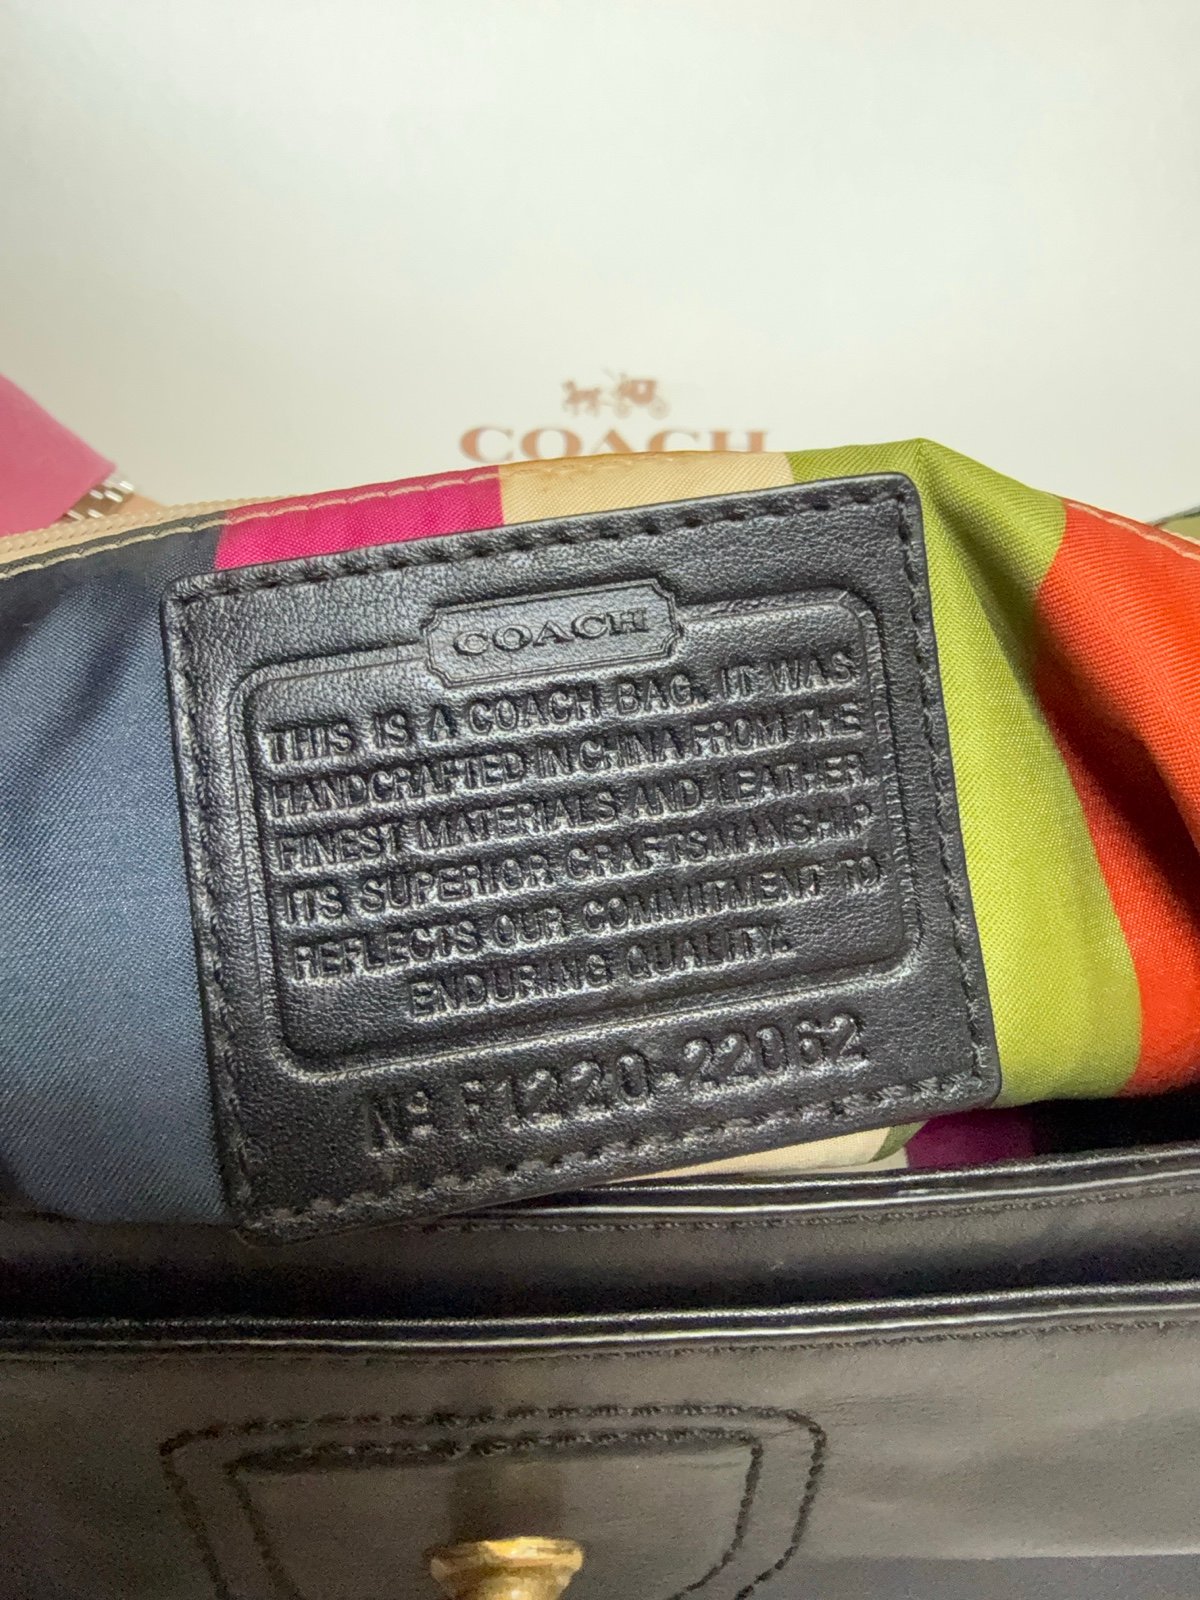 COACH
COACH
THIS IS A COACH BAG. IT WAS
HANDCRAFTED IN CHINA FROM THE
FINEST MATERIALS AND LEATHER.
ITS SUPERIOR CRAFTSMANSHIP
REFLECTS OUR COMMITMENT TO
ENDURING QUALITY.
Nº F1220-22062